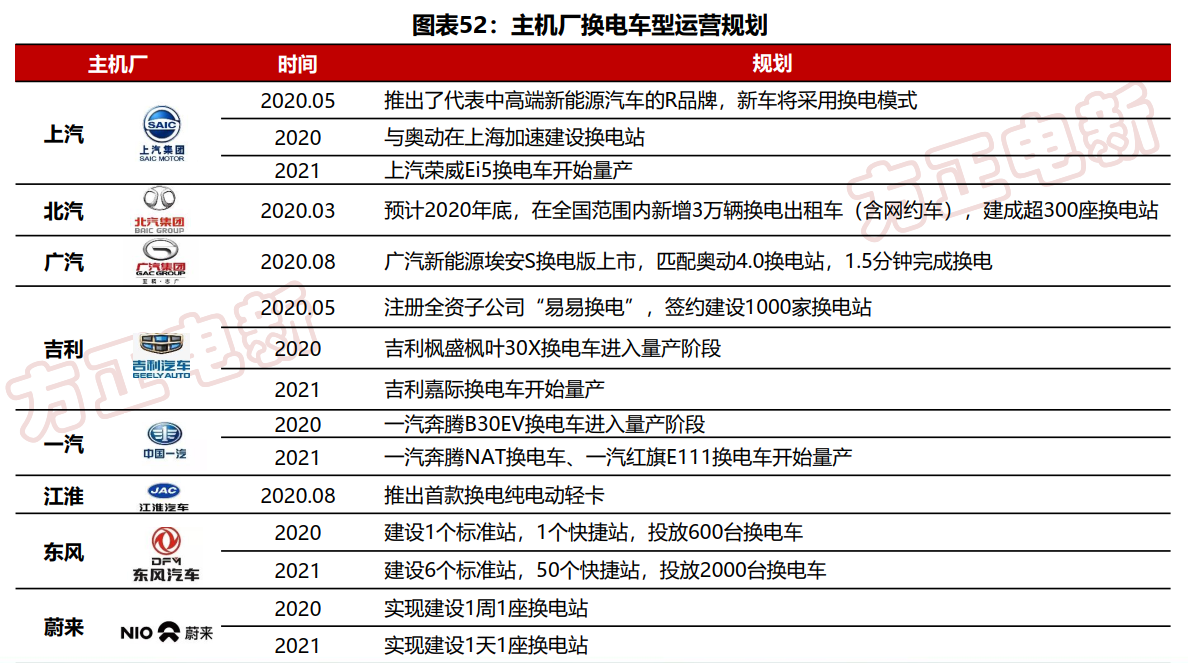 图表52：主机厂换电车型运营规划
主机厂 时间 规划
上汽 SAIC 上汽集团 SAIC MOTOR
2020.05 推出了代表中高端新能源汽车的R品牌，新车将采用换电模式
2020 与奥动在上海加速建设换电站
2021 上汽荣威Ei5换电车开始量产
北汽 北汽集团 BAIC GROUP
2020.03 预计2020年底，在全国范围内新增3万辆换电出租车（含网约车），建成超300座换电站
广汽 广汽集团 GAC GROUP
2020.08 广汽新能源埃安S换电版上市，匹配奥动4.0换电站，1.5分钟完成换电
吉利 吉利汽车 GEELY AUTO
2020.05 注册全资子公司“易易换电”，签约建设1000家换电站
2020 吉利枫盛枫叶30X换电车进入量产阶段
2021 吉利嘉际换电车开始量产
一汽 中国一汽
2020 一汽奔腾B30EV换电车进入量产阶段
2021 一汽奔腾NAT换电车、一汽红旗E111换电车开始量产
江淮 JAC 江淮汽车
2020.08 推出首款换电纯电动轻卡
东风 DFM 东风汽车
2020 建设1个标准站，1个快捷站，投放600台换电车
2021 建设6个标准站，50个快捷站，投放2000台换电车
蔚来 NIO 蔚来
2020 实现建设1周1座换电站
2021 实现建设1天1座换电站
方正电新
方正电新